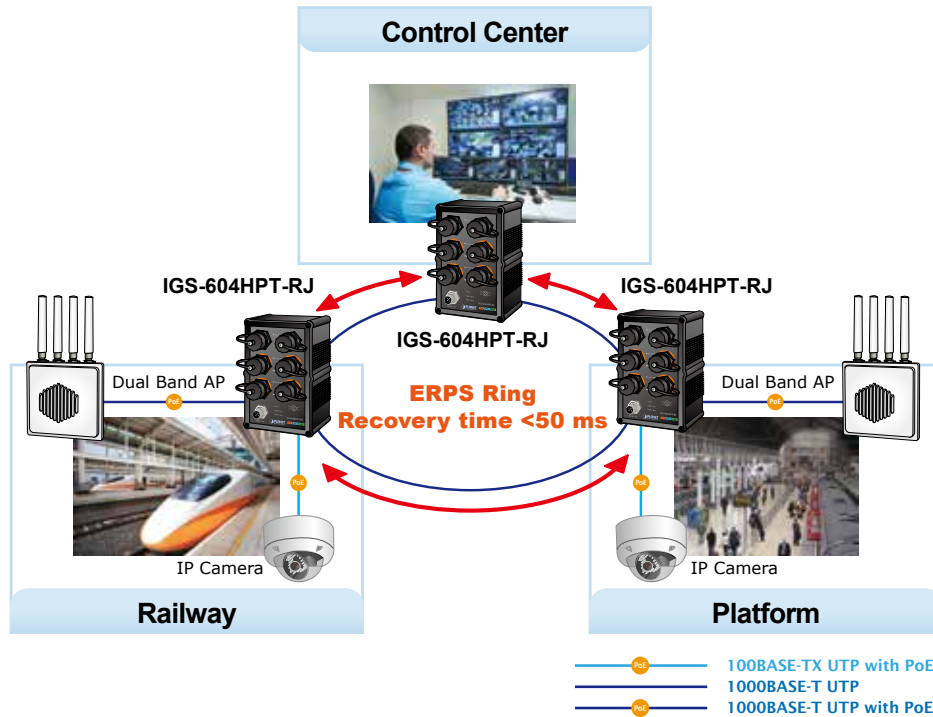 Control Center
IGS-604HPT-RJ
IGS-604HPT-RJ
IGS-604HPT-RJ
Dual Band AP
PoE
ERPS Ring
Recovery time <50 ms
Dual Band AP
PoE
PoE
PoE
IP Camera
IP Camera
Railway
Platform
PoE
100BASE-TX UTP with PoE
1000BASE-T UTP
PoE
1000BASE-T UTP with PoE